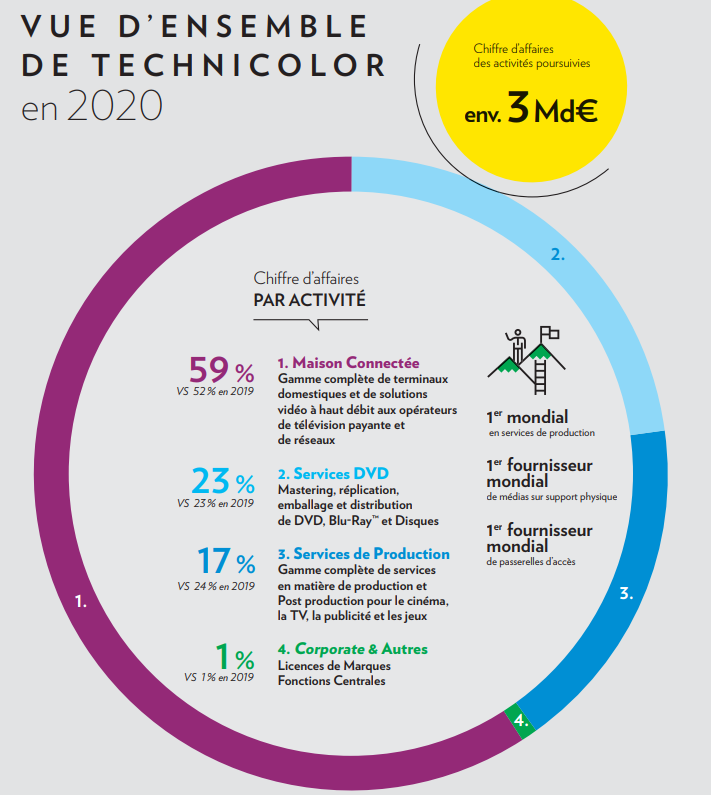 VUE D'ENSEMBLE
DE TECHNICOLOR
en 2020
Chiffre d'affaires
des activités poursuivies
env. 3 Md€
2.
Chiffre d'affaires
PAR ACTIVITÉ
59 %
VS 52 % en 2019
1. Maison Connectée
Gamme complète de terminaux
domestiques et de solutions
vidéo à haut débit aux opérateurs
de télévision payante et
de réseaux
23 %
VS 23 % en 2019
2. Services DVD
Mastering, réplication,
emballage et distribution
de DVD, Blu-Ray™ et Disques
17 %
VS 24 % en 2019
3. Services de Production
Gamme complète de services
en matière de production et
Post production pour le cinéma,
la TV, la publicité et les jeux
1 %
VS 1 % en 2019
4. Corporate & Autres
Licences de Marques
Fonctions Centrales
1er mondial
en services de production
1er fournisseur
mondial
de médias sur support physique
1er fournisseur
mondial
de passerelles d'accès
1.
3.
4.